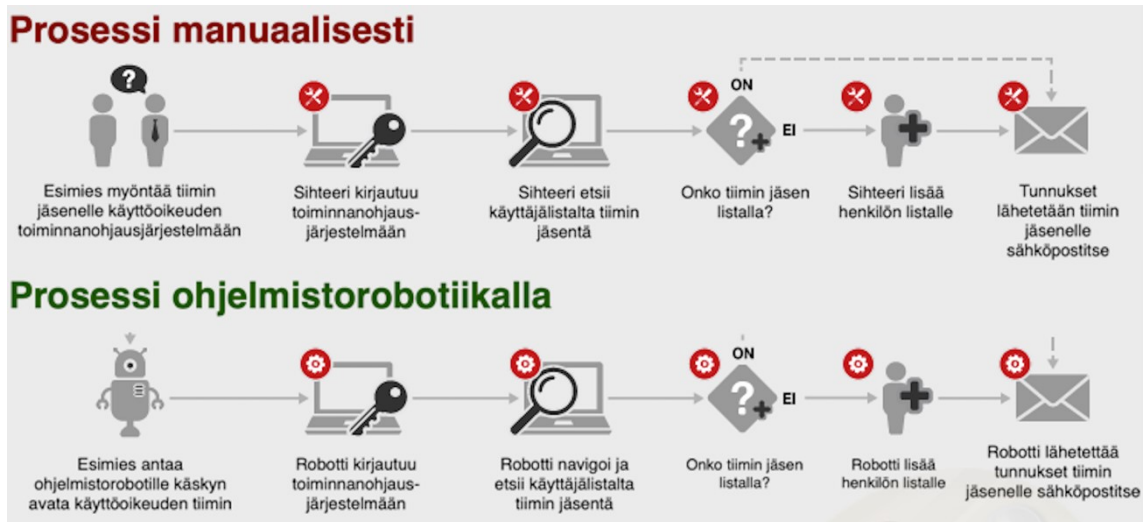 Prosessi manuaalisesti
?
ON
?
EI
Esimies myöntää tiimin
jäsenelle käyttöoikeuden
toiminnanohjausjärjestelmään
Sihteeri kirjautuu
toiminnanohjaus-
järjestelmään
Sihteeri etsii
käyttäjälistalta tiimin
jäsentä
Onko tiimin jäsen
listalla?
Sihteeri lisää
henkilön listalle
Tunnukset
lähetetään tiimin
jäsenelle
sähköpostitse
Prosessi ohjelmistorobotiikalla
ON
?
EI
Esimies antaa
ohjelmistorobotille käskyn
avata käyttöoikeuden tiimin
Robotti kirjautuu
toiminnanohjaus-
järjestelmään
Robotti navigoi ja
etsii käyttäjälistalta
tiimin jäsentä
Onko tiimin jäsen
listalla?
Robotti lisää
henkilön listalle
Robotti lähetettää
tunnukset tiimin
jäsenelle sähköpostitse